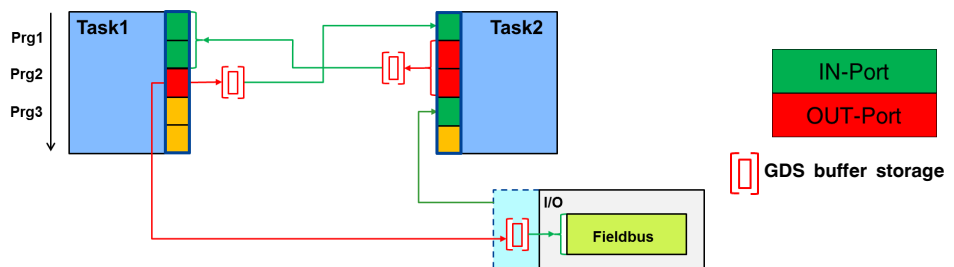 Prg1
Prg2
Prg3
Task1
Task2
IN-Port
OUT-Port
GDS buffer storage
I/O
Fieldbus